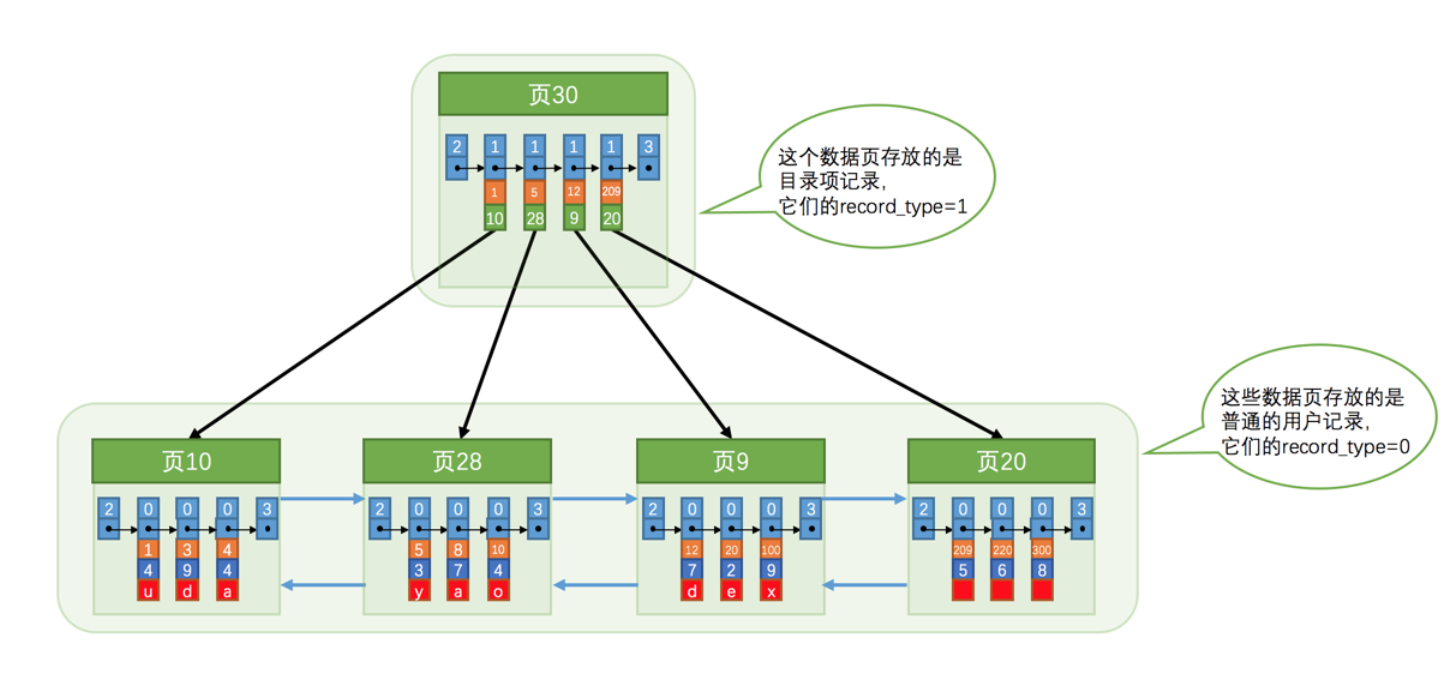 页30
2 1 1 1 1 3
1 5 12 209
10 28 9 20
这个数据页存放的是
目录项记录，
它们的record_type=1
这些数据页存放的是
普通的用户记录，
它们的record_type=0
页10
2 0 0 0 3
1 3 4
4 9 4
u d a
页28
2 0 0 0 3
5 8 10
3 7 4
y a o
页9
2 0 0 0 3
12 20 100
7 2 9
d e x
页20
2 0 0 0 3
209 220 300
5 6 8